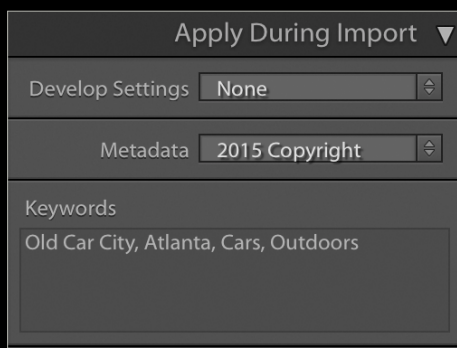 Apply During Import
Develop Settings None
Metadata 2015 Copyright
Keywords
Old Car City, Atlanta, Cars, Outdoors